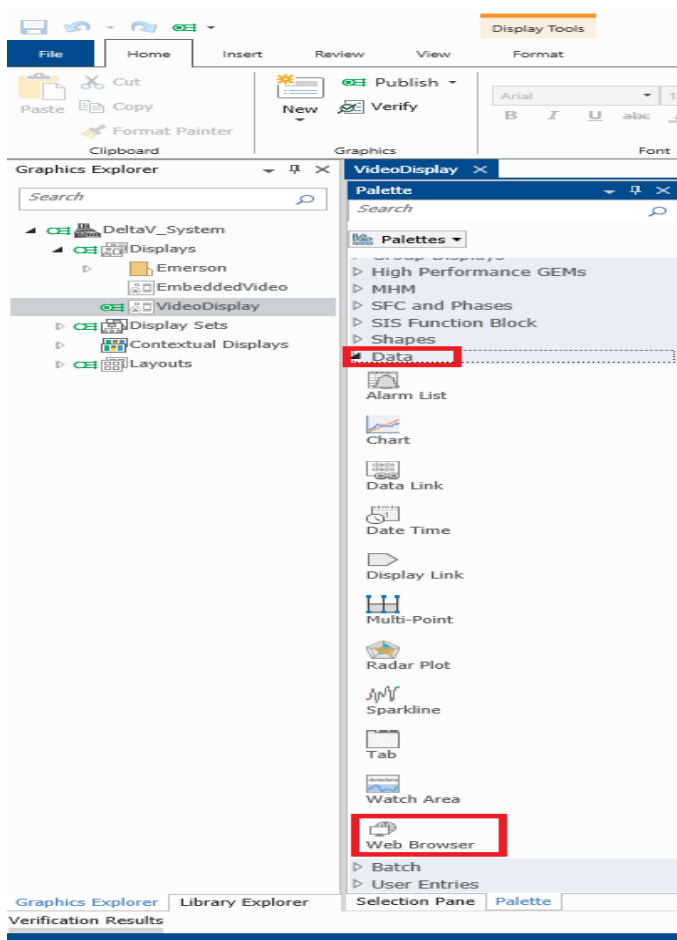 Display Tools
File Home Insert Review View Format
Cut
Copy
Paste
Format Painter
Clipboard
New
Publish
Verify
Graphics
Arial
B I U abc
Font
Graphics Explorer
Search
DeltaV_System
Displays
Emerson
EmbeddedVideo
VideoDisplay
Display Sets
Contextual Displays
Layouts
VideoDisplay
Palette
Search
Palettes
High Performance GEMs
MHM
SFC and Phases
SIS Function Block
Shapes
Data
Alarm List
Chart
Data Link
Date Time
Display Link
Multi-Point
Radar Plot
Sparkline
Tab
Watch Area
Web Browser
Batch
User Entries
Graphics Explorer Library Explorer
Selection Pane Palette
Verification Results